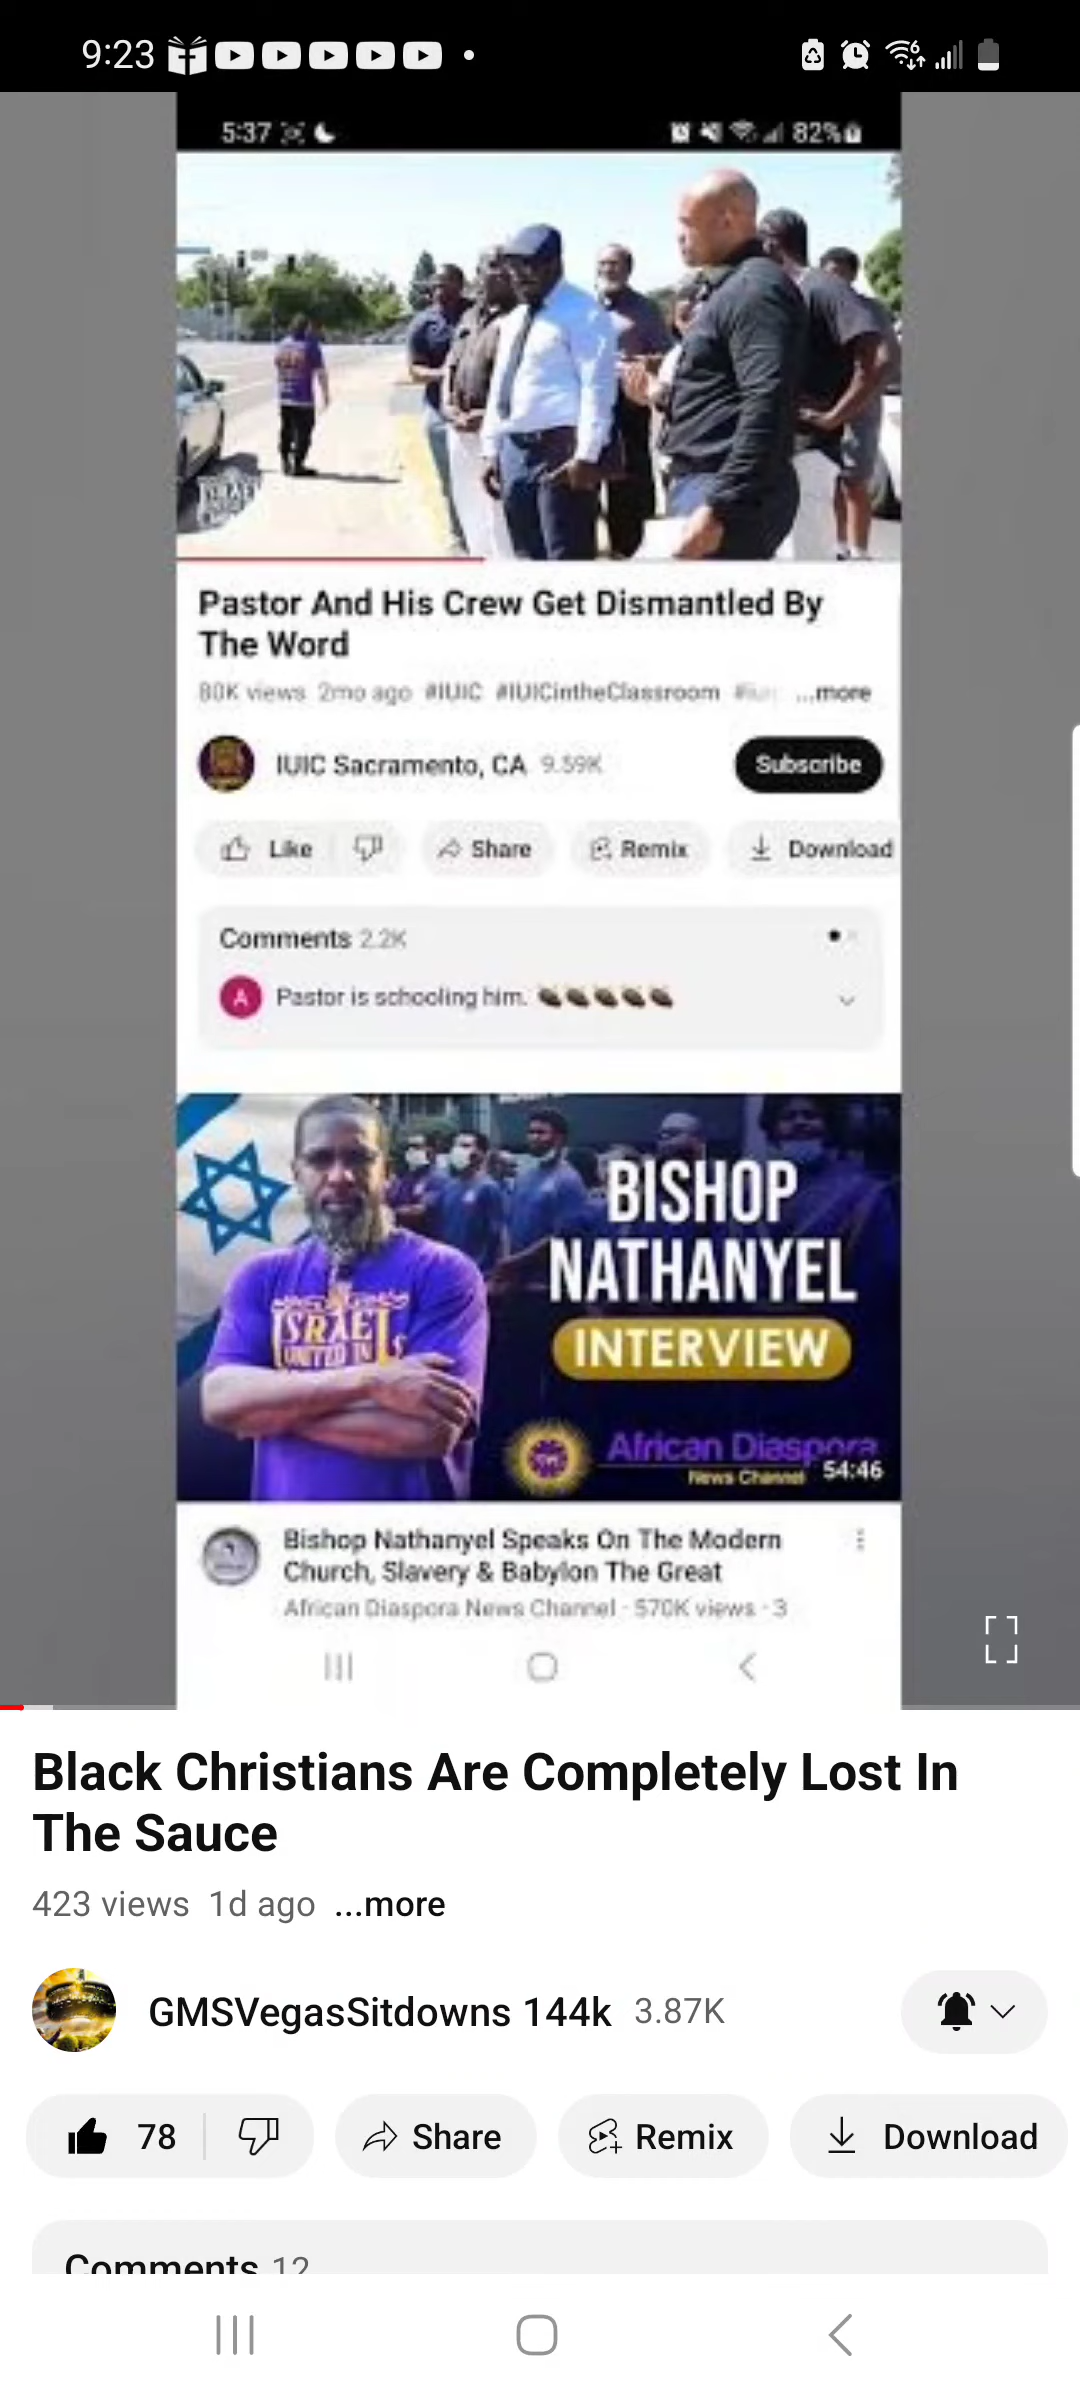 9:23
5:37
82%
Pastor And His Crew Get Dismantled By
The Word
80K views 2mo ago #IUIC #IUICintheClassroom ...more
IUIC Sacramento, CA 9.59K
Subscribe
Like
Share
Remix
Download
Comments 2.2K
A
Pastor is schooling him.
BISHOP
NATHANYEL
INTERVIEW
ISRAEL
UNITED IN
African Diaspora
News Channel
54:46
Bishop Nathanyel Speaks On The Modern
Church, Slavery & Babylon The Great
African Diaspora News Channel · 570K views · 3
Black Christians Are Completely Lost In
The Sauce
423 views 1d ago ...more
GMSVegasSitdowns 144k 3.87K
78
Share
Remix
Download
Comments 12